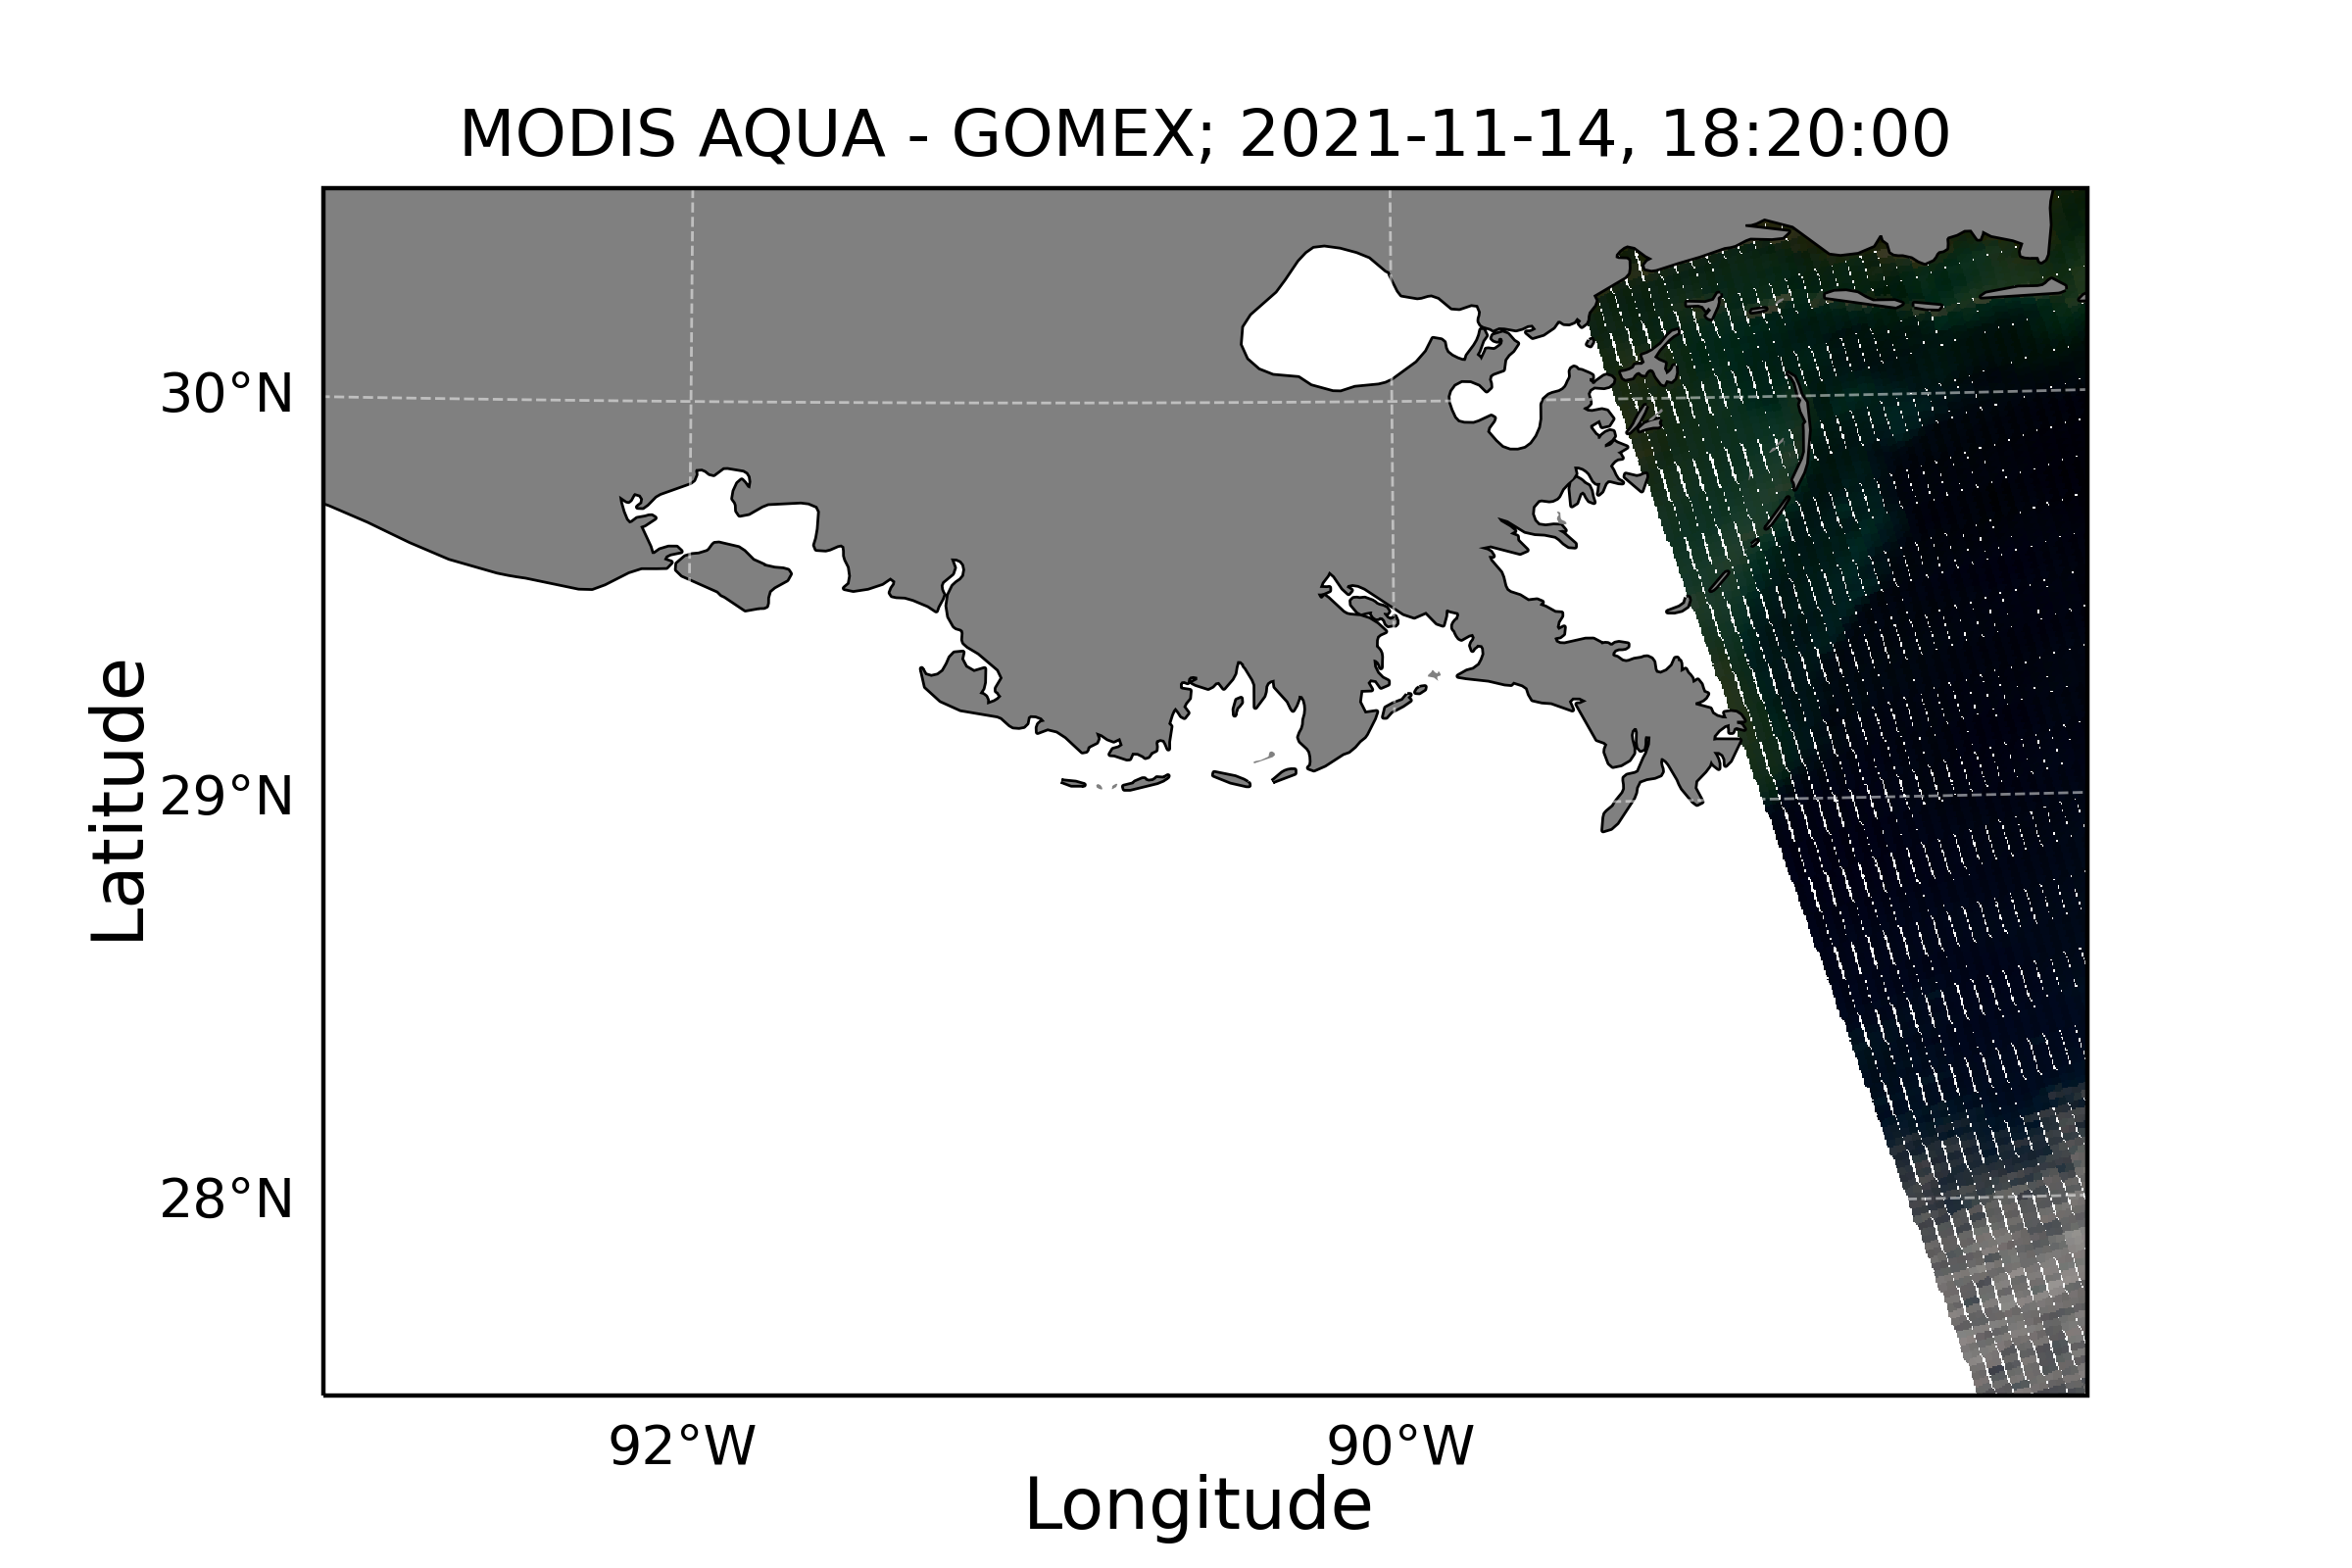 MODIS AQUA - GOMEX; 2021-11-14, 18:20:00
30°N
29°N
28°N
Latitude
92°W
90°W
Longitude